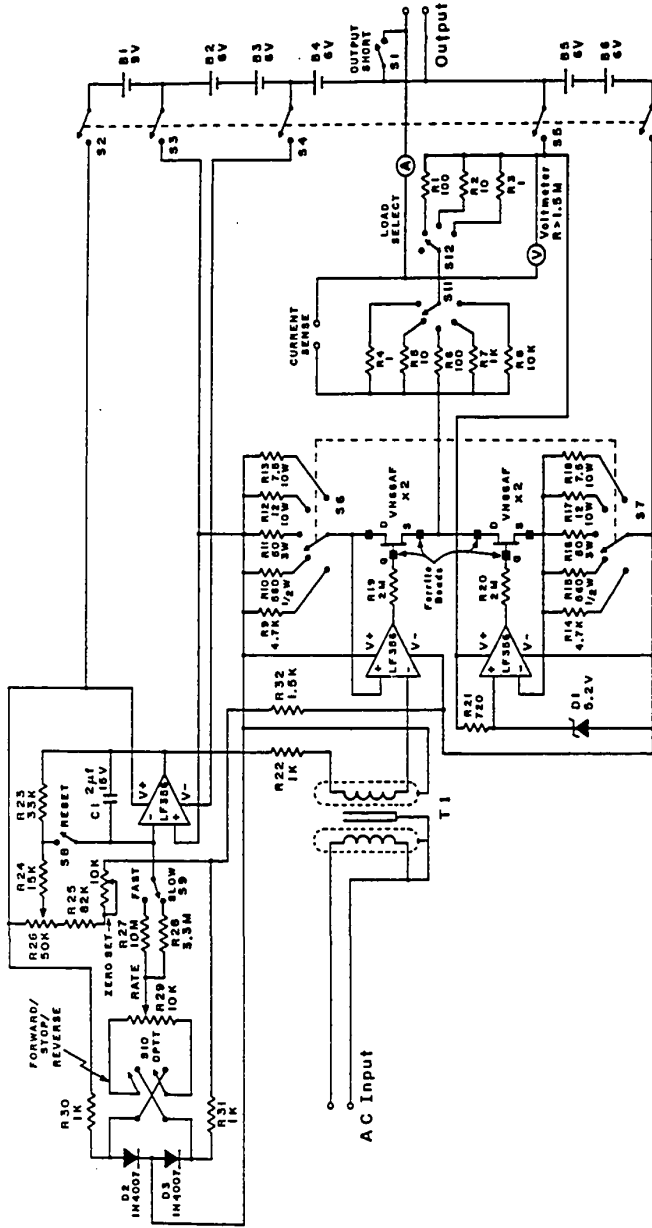 FORWARD/
STOP/
REVERSE
R30
1K
D2
1N4007
D3
1N4007
R31
1K
S10
DPTT
R29
10K
RATE
R27
10M
R28
3.3M
FAST
SLOW
S9
R26
50K
R25
82K
ZERO SET
10K
R24
15K
R23
33K
S8
RESET
C1
2µf
15V
LF356
V+
V-
R22
1K
R32
1.5K
T1
AC Input
R9
4.7K
R10
1/2W
R11
3W
R12
12
10W
R13
7.5
10W
S6
V+
V-
LF356
R19
2M
G
D
S
VN66AF
X2
Ferrite
Beads
V+
V-
LF356
R20
2M
G
D
S
VN66AF
X2
R21
720
D1
R14
4.7K
R15
1/2W
R16
3W
R17
12
10W
R18
7.5
10W
S7
CURRENT
SENSE
R4
1
R5
10
R6
100
R7
1K
R8
10K
S11
LOAD
SELECT
S12
R1
100
R2
10
R3
1
A
V
Voltmeter
R>1.5M
S2
S3
S4
S5
B1
9V
B2
6V
B3
6V
B4
6V
OUTPUT
SHORT
S1
Output
B5
6V
B6
6V